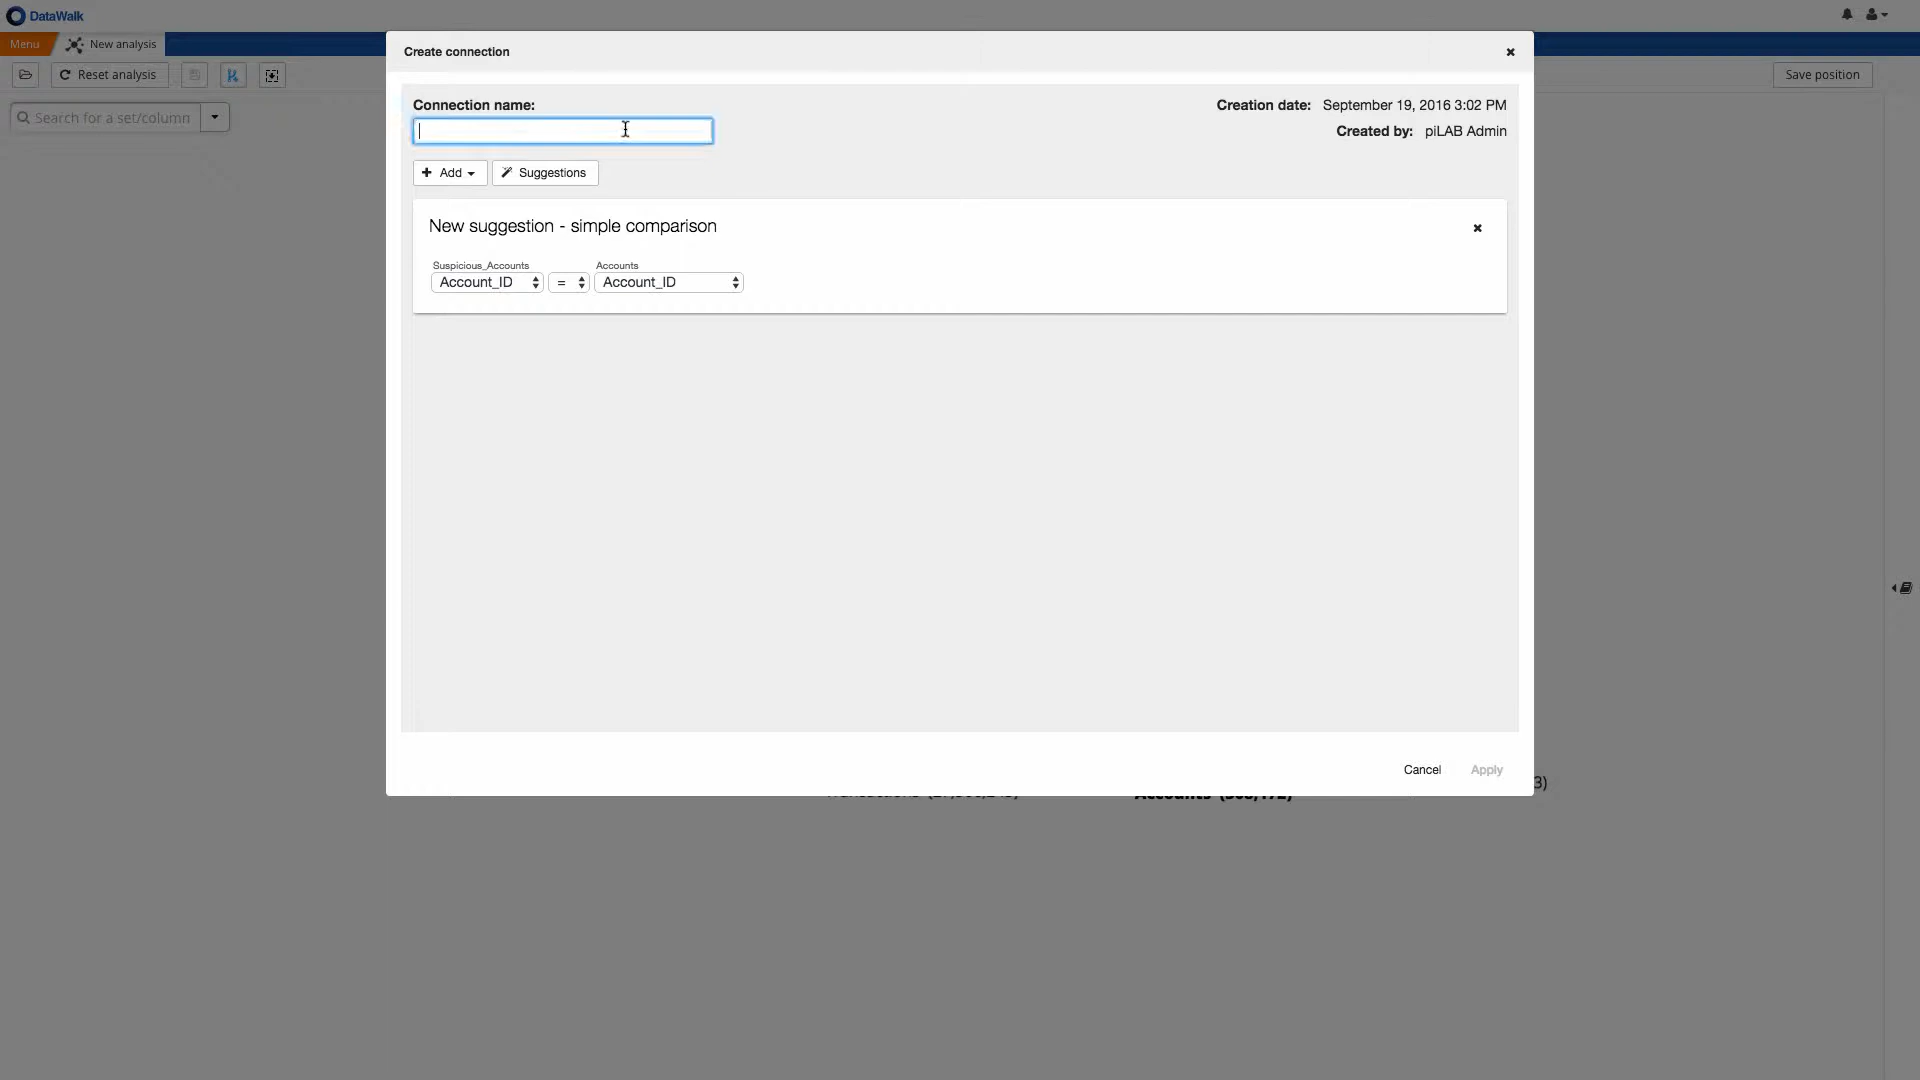 DataWalk
Menu
New analysis
Reset analysis
Save position
Search for a set/column
Create connection
Connection name:
Creation date: September 19, 2016 3:02 PM
Created by: piLAB Admin
Add
Suggestions
New suggestion - simple comparison
Suspicious_Accounts
Accounts
Account_ID = Account_ID
Cancel
Apply
3)